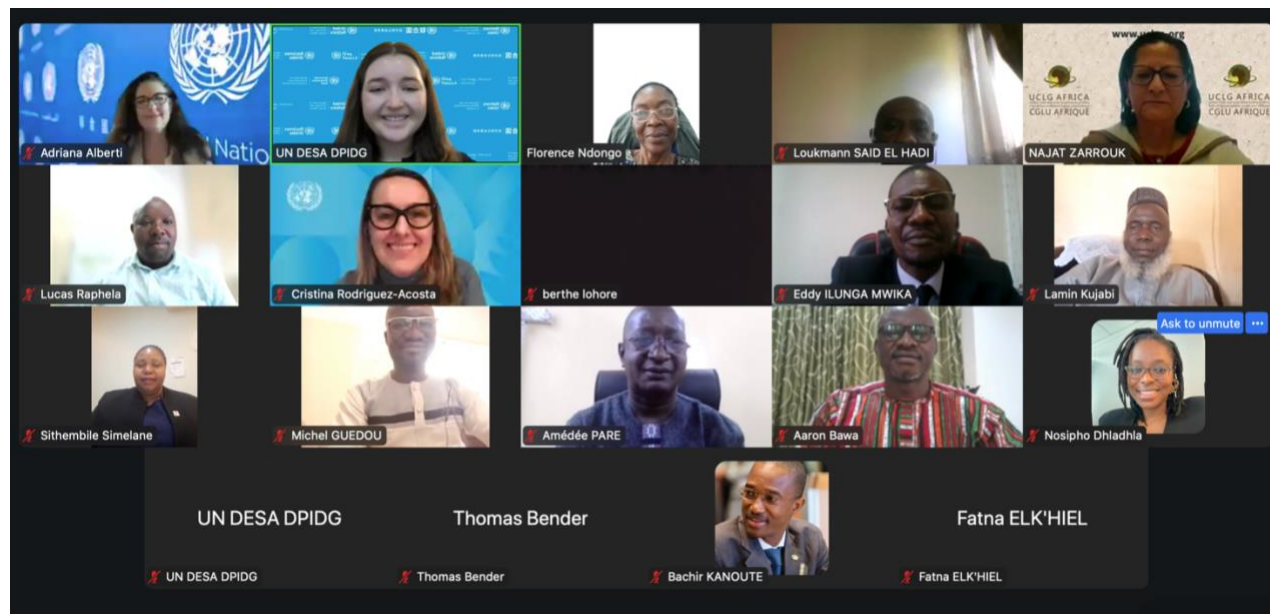 Natio
Adriana Alberti
UN DESA DPIDG
Florence Ndongo
Loukmann SAID EL HADI
UCLG AFRICA
CGLU AFRIQUE
UCLG AFRICA
CGLU AFRIQUE
NAJAT ZARROUK
Lucas Raphela
Cristina Rodriguez-Acosta
berthe lohore
Eddy ILUNGA MWIKA
Lamin Kujabi
Ask to unmute
Sithembile Simelane
Michel GUEDOU
Amédée PARE
Aaron Bawa
Nosipho Dhladhla
UN DESA DPIDG
Thomas Bender
Fatna ELK'HIEL
UN DESA DPIDG
Thomas Bender
Bachir KANOUTE
Fatna ELK'HIEL